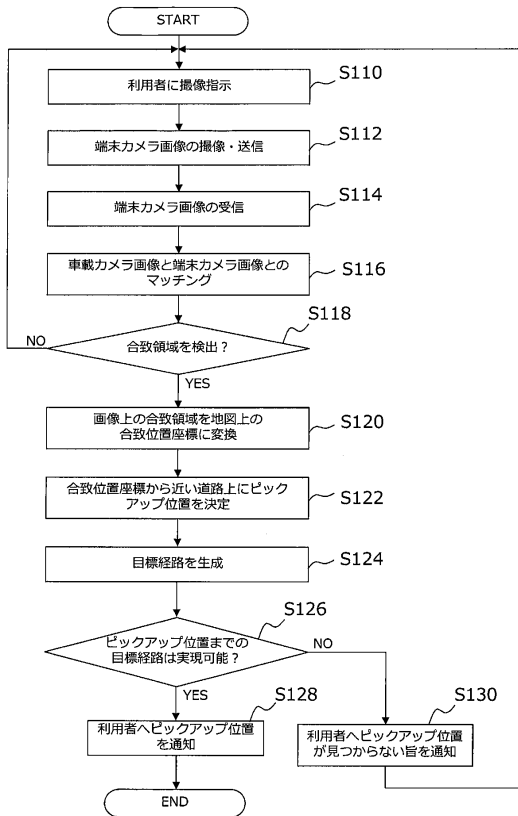 START
利用者に撮像指示
S110
端末カメラ画像の撮像・送信
S112
端末カメラ画像の受信
S114
車載カメラ画像と端末カメラ画像との
マッチング
S116
合致領域を検出?
S118
NO
YES
画像上の合致領域を地図上の
合致位置座標に変換
S120
合致位置座標から近い道路上にピック
アップ位置を決定
S122
目標経路を生成
S124
ピックアップ位置までの
目標経路は実現可能?
S126
NO
YES
利用者へピックアップ位置
を通知
S128
利用者へピックアップ位置
が見つからない旨を通知
S130
END